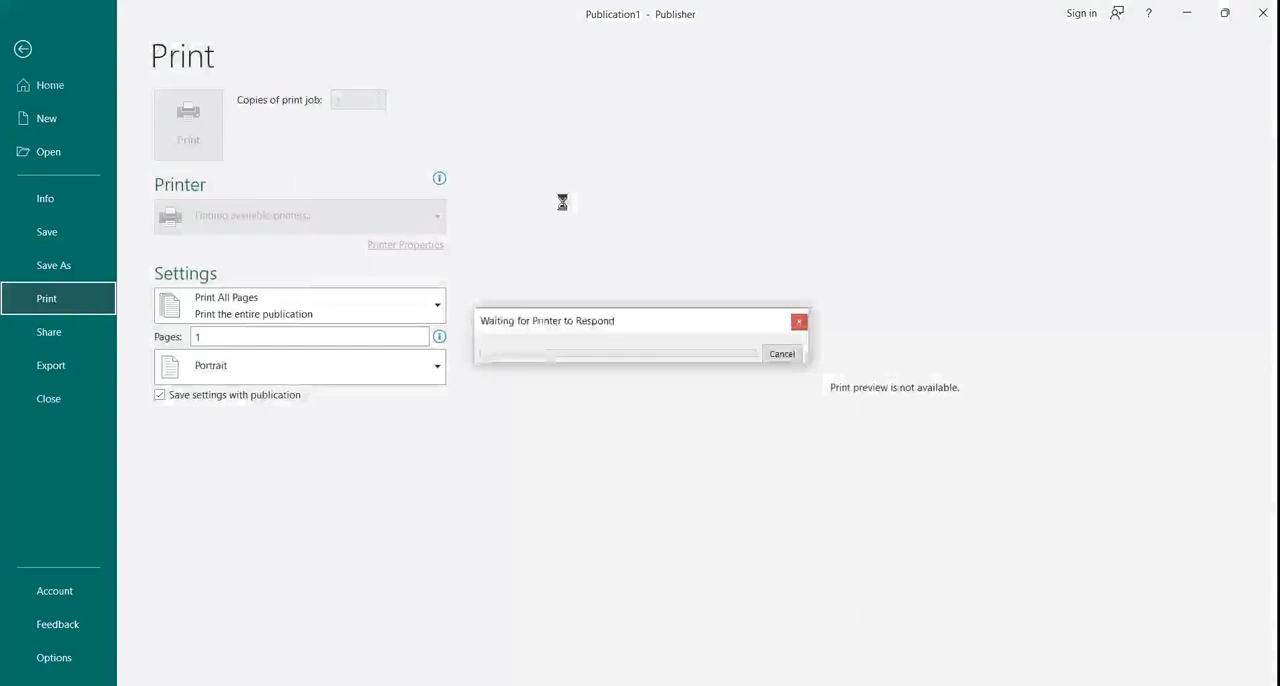 Publication1 - Publisher
Sign in
?
Print
Home
New
Open
Info
Save
Save As
Print
Share
Export
Close
Account
Feedback
Options
Print
Copies of print job:
Printer
printers...
Printer Properties
Settings
Print All Pages
Print the entire publication
Pages: 1
Portrait
Save settings with publication
Waiting for Printer to Respond
Cancel
Print preview is not available.